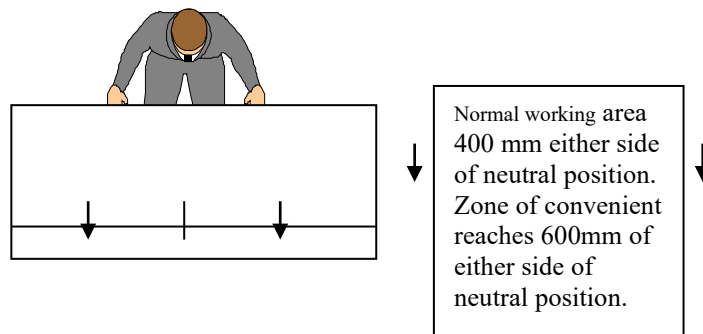 Normal working area
400 mm either side
of neutral position.
Zone of convenient
reaches 600mm of
either side of
neutral position.